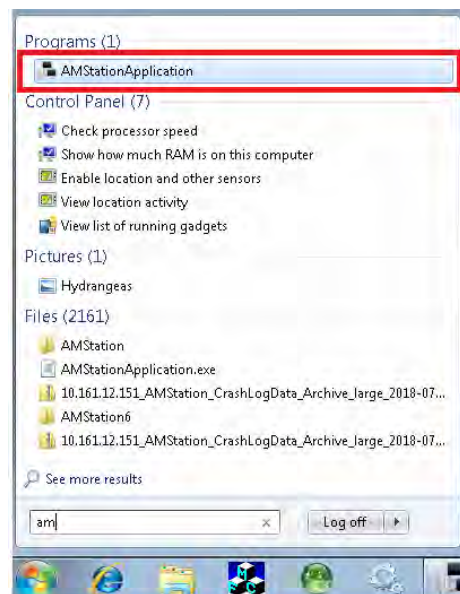 Programs (1)
AMStationApplication
Control Panel (7)
Check processor speed
Show how much RAM is on this computer
Enable location and other sensors
View location activity
View list of running gadgets
Pictures (1)
Hydrangeas
Files (2161)
AMStation
AMStationApplication.exe
10.161.12.151_AMStation_CrashLogData_Archive_large_2018-07...
AMStation6
10.161.12.151_AMStation_CrashLogData_Archive_large_2018-07...
See more results
am
Log off